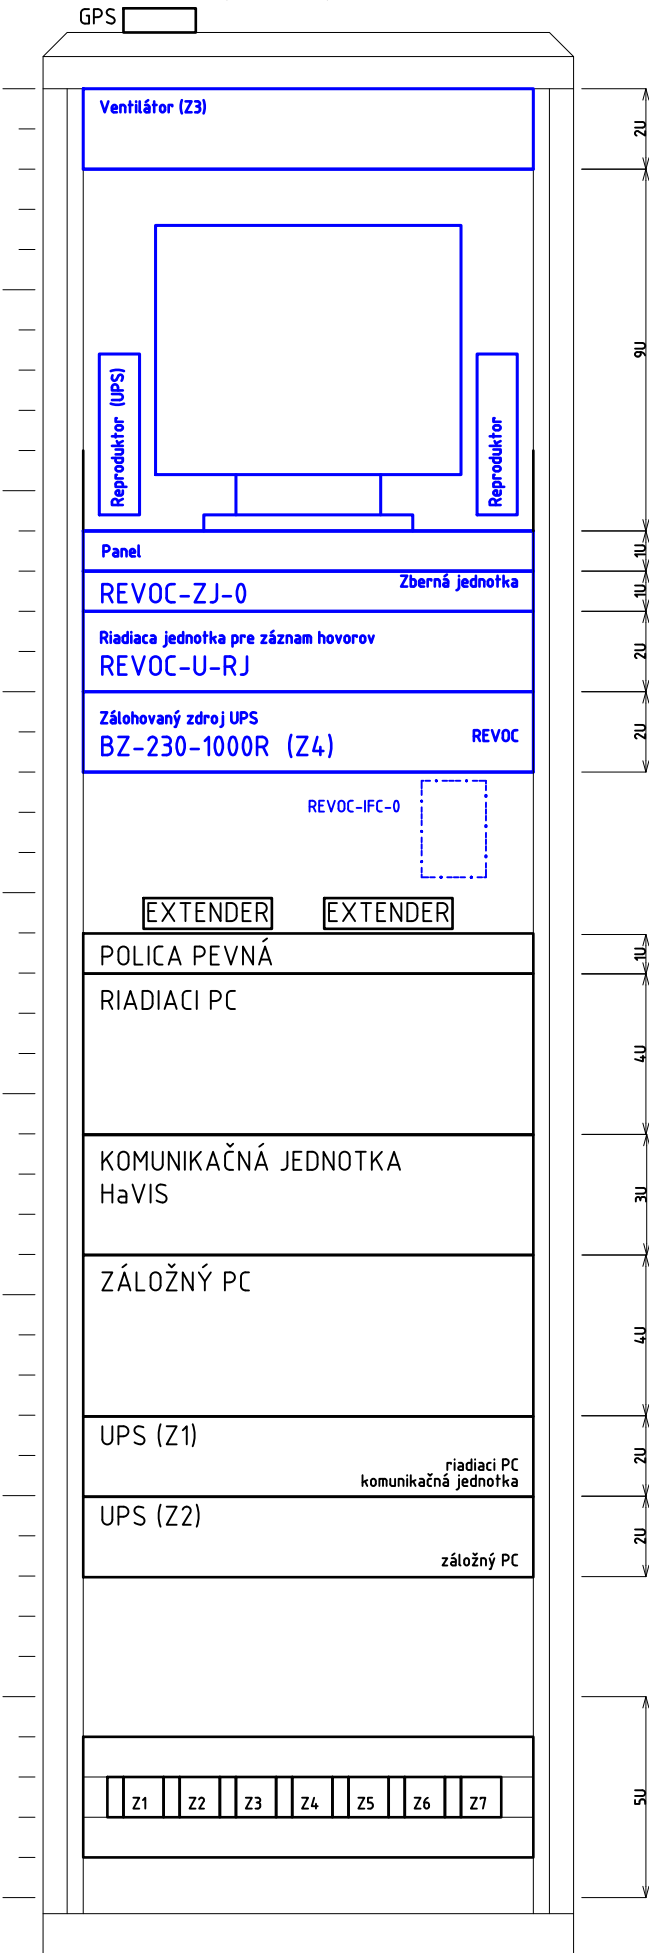 GPS
Ventilátor (Z3)
2U
9U
Reproduktor (UPS)
Reproduktor
Panel
1U
REVOC-ZJ-0
Zberná jednotka
1U
Riadiaca jednotka pre záznam hovorov
REVOC-U-RJ
2U
Zálohovaný zdroj UPS
BZ-230-1000R (Z4)
REVOC
2U
REVOC-IFC-0
EXTENDER EXTENDER
POLICA PEVNÁ
1U
RIADIACI PC
4U
KOMUNIKAČNÁ JEDNOTKA
HaVIS
3U
ZÁLOŽNÝ PC
4U
UPS (Z1)
riadiaci PC
komunikačná jednotka
2U
UPS (Z2)
záložný PC
2U
Z1 Z2 Z3 Z4 Z5 Z6 Z7
5U